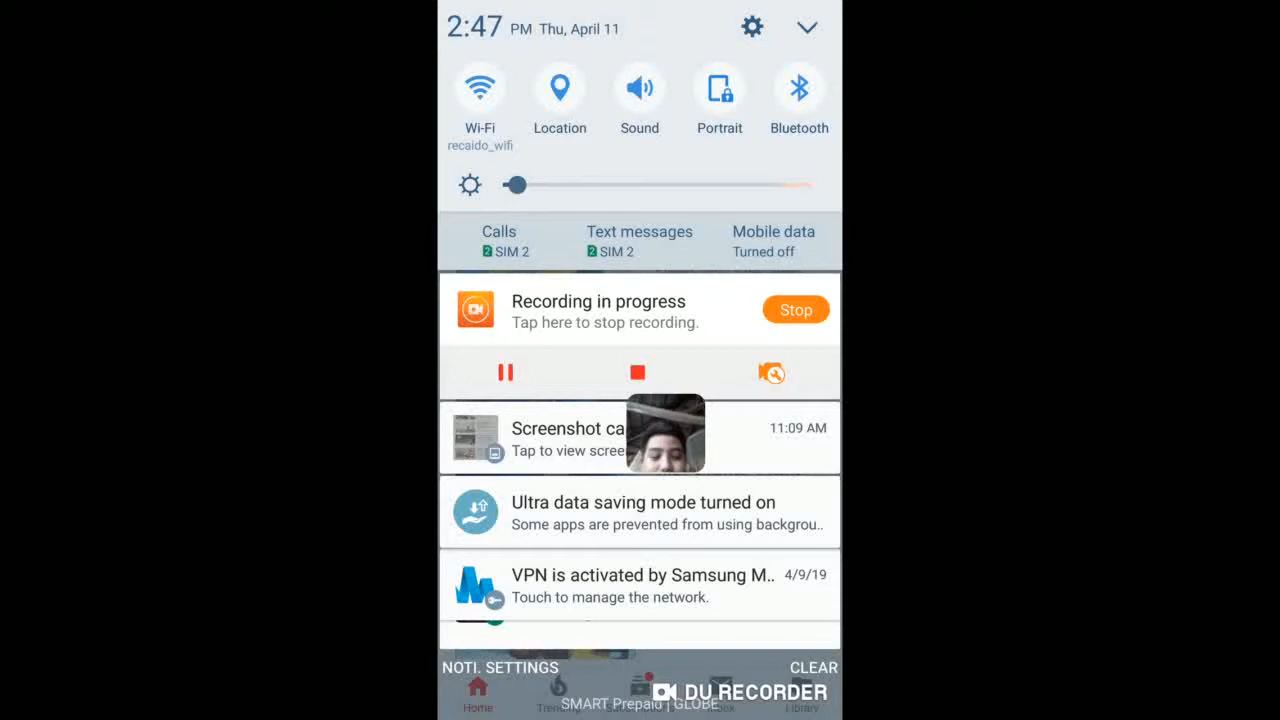 2:47 PM Thu, April 11
Wi-Fi
recaido_wifi
Location
Sound
Portrait
Bluetooth
Calls
2 SIM 2
Text messages
2 SIM 2
Mobile data
Turned off
Recording in progress
Tap here to stop recording.
Stop
Screenshot ca
Tap to view scree
11:09 AM
Ultra data saving mode turned on
Some apps are prevented from using backgrou..
VPN is activated by Samsung M.. 4/9/19
Touch to manage the network.
NOTI. SETTINGS
CLEAR
DU RECORDER
SMART Prepaid | GLOBE
Home
Trending
Library